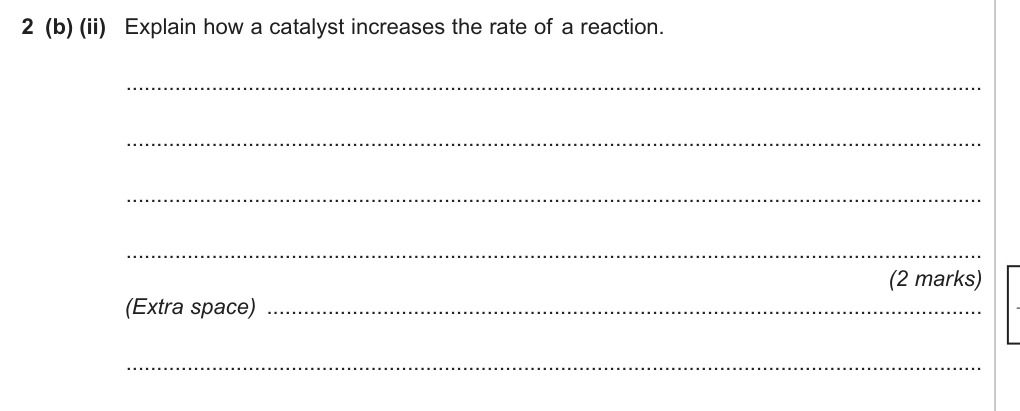 2 (b) (ii) Explain how a catalyst increases the rate of a reaction.
(2 marks)
(Extra space)